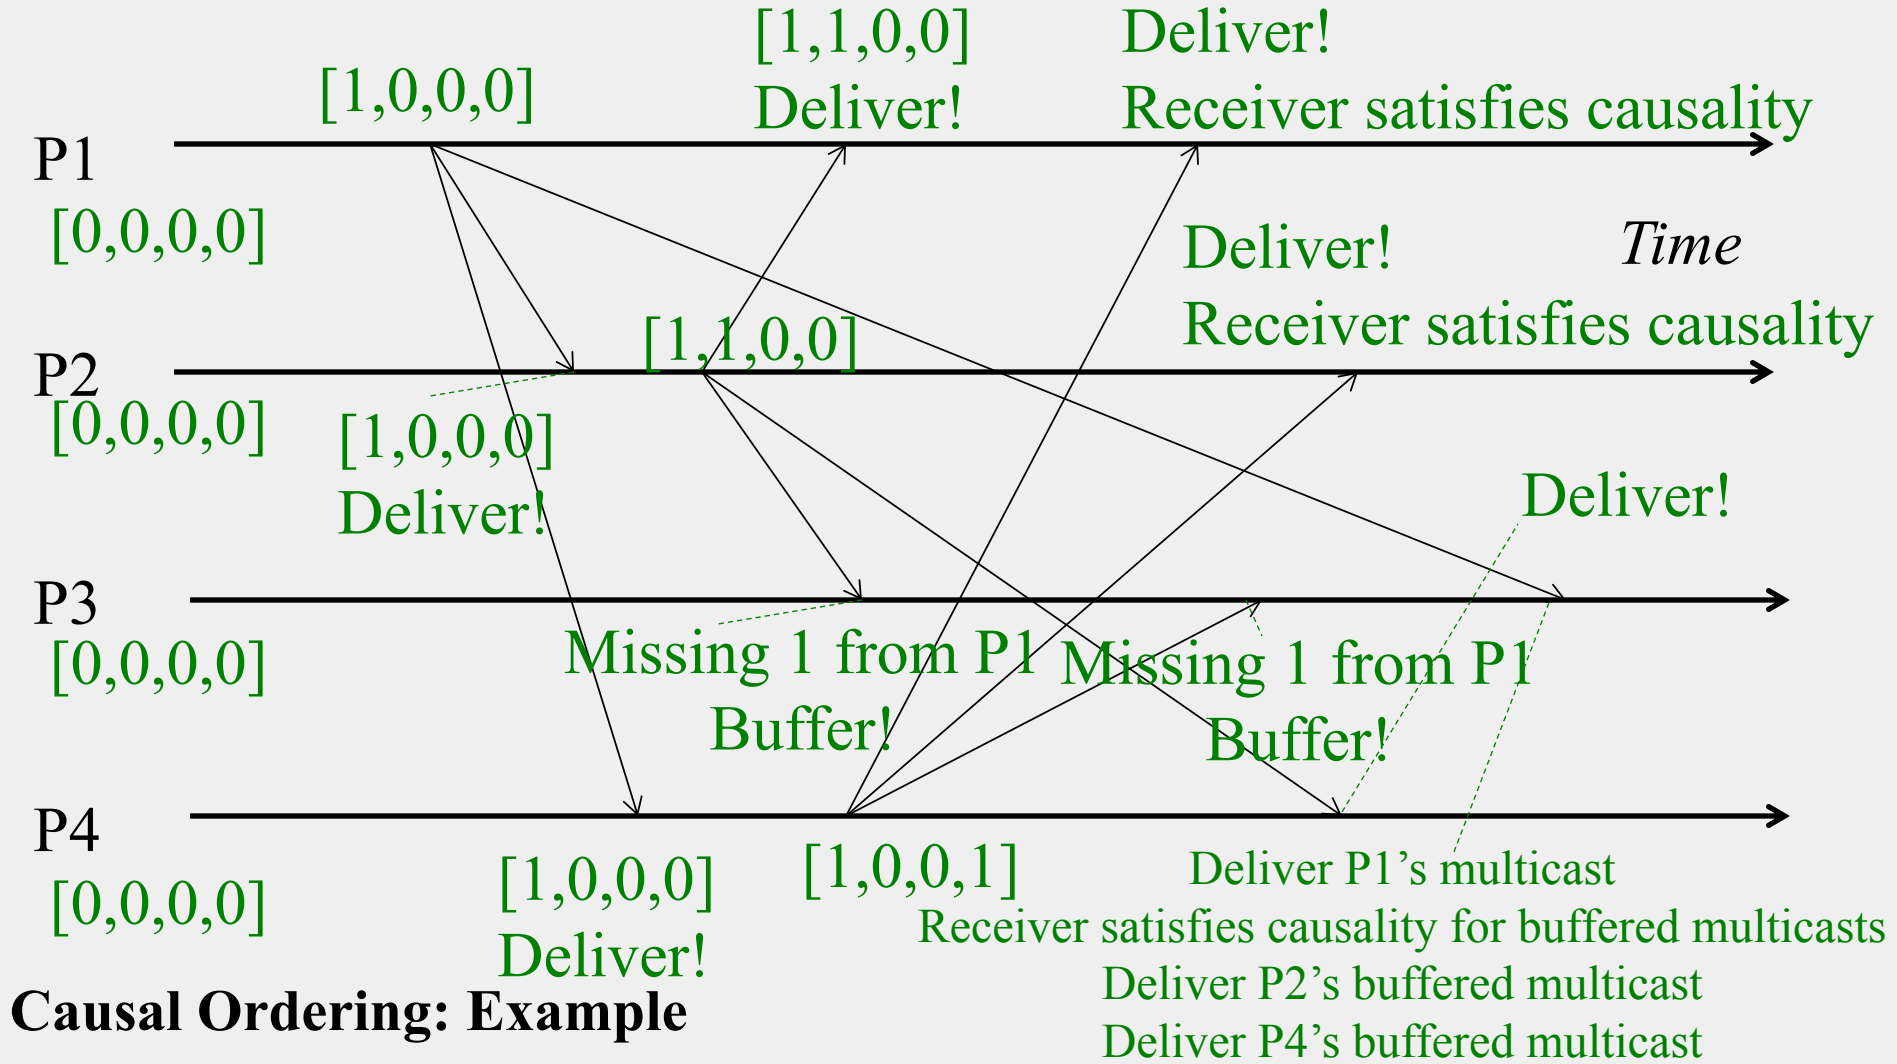 [1,1,0,0]
Deliver!
Deliver!
Receiver satisfies causality
[1,0,0,0]
P1
[0,0,0,0]
Time
Deliver!
Receiver satisfies causality
[1,1,0,0]
P2
[0,0,0,0]
[1,0,0,0]
Deliver!
Deliver!
P3
[0,0,0,0]
Missing 1 from P1
Buffer!
Missing 1 from P1
Buffer!
P4
[0,0,0,0]
[1,0,0,0]
Deliver!
[1,0,0,1]
Deliver P1’s multicast
Receiver satisfies causality for buffered multicasts
Deliver P2’s buffered multicast
Deliver P4’s buffered multicast
Causal Ordering: Example